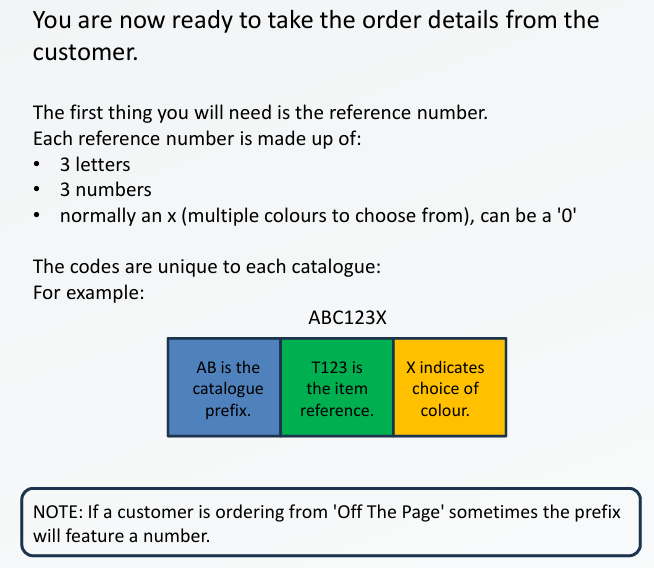 You are now ready to take the order details from the
customer.
The first thing you will need is the reference number.
Each reference number is made up of:
• 3 letters
• 3 numbers
• normally an x (multiple colours to choose from), can be a '0'
The codes are unique to each catalogue:
For example:
ABC123X
AB is the
catalogue
prefix.
T123 is
the item
reference.
X indicates
choice of
colour.
NOTE: If a customer is ordering from 'Off The Page' sometimes the prefix
will feature a number.